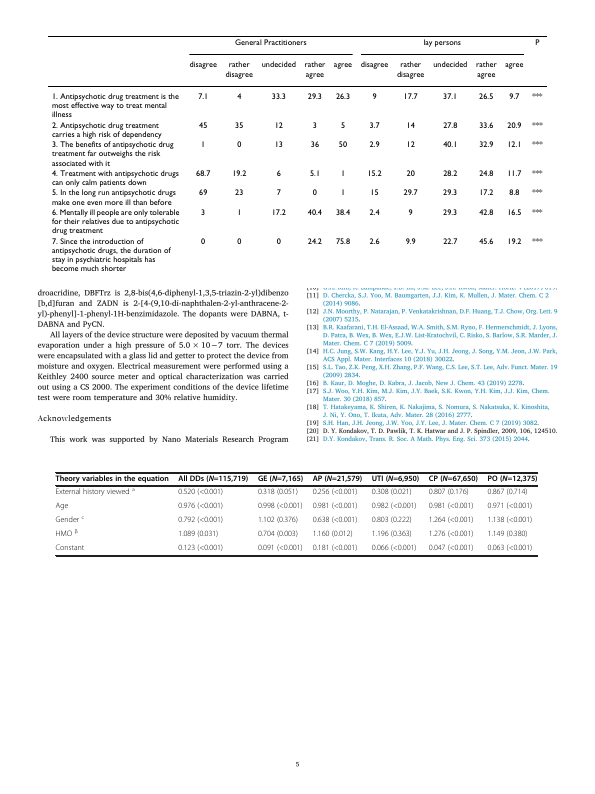 General Practitioners lay persons P
disagree rather disagree undecided rather agree agree disagree rather disagree undecided rather agree agree
1. Antipsychotic drug treatment is the 7.1 4 33.3 29.3 26.3 9 17.7 37.1 26.5 9.7 ***
most effective way to treat mental
illness
2. Antipsychotic drug treatment 45 35 12 3 5 3.7 14 27.8 33.6 20.9 ***
carries a high risk of dependency
3. The benefits of antipsychotic drug 1 0 13 36 50 2.9 12 40.1 32.9 12.1 ***
treatment far outweighs the risk
associated with it
4. Treatment with antipsychotic drugs 68.7 19.2 6 5.1 1 15.2 20 28.2 24.8 11.7 ***
can only calm patients down
5. In the long run antipsychotic drugs 69 23 7 0 1 15 29.7 29.3 17.2 8.8 ***
make one even more ill than before
6. Mentally ill people are only tolerable 3 1 17.2 40.4 38.4 2.4 9 29.3 42.8 16.5 ***
for their relatives due to antipsychotic
drug treatment
7. Since the introduction of 0 0 0 24.2 75.8 2.6 9.9 22.7 45.6 19.2 ***
antipsychotic drugs, the duration of
stay in psychiatric hospitals has
become much shorter
droacridine, DBFTrz is 2,8-bis(4,6-diphenyl-1,3,5-triazin-2-yl)dibenzo
[b,d]furan and ZADN is 2-[4-(9,10-di-naphthalen-2-yl-anthracene-2-
yl)-phenyl]-1-phenyl-1H-benzimidazole. The dopants were DABNA, t-
DABNA and PyCN.
All layers of the device structure were deposited by vacuum thermal
evaporation under a high pressure of 5.0 × 10−7 torr. The devices
were encapsulated with a glass lid and getter to protect the device from
moisture and oxygen. Electrical measurement were performed using a
Keithley 2400 source meter and optical characterization was carried
out using a CS 2000. The experiment conditions of the device lifetime
test were room temperature and 30% relative humidity.
Acknowledgements
This work was supported by Nano Materials Research Program
[11] D. Chercka, S.J. Yoo, M. Baumgarten, J.J. Kim, K. Mullen, J. Mater. Chem. C 2
(2014) 9086.
[12] J.N. Moorthy, P. Natarajan, P. Venkatakrishnan, D.F. Huang, T.J. Chow, Org. Lett. 9
(2007) 5215.
[13] B.R. Kaafarani, T.H. El-Assaad, W.A. Smith, S.M. Ryno, F. Hermerschmidt, J. Lyons,
D. Patra, B. Wex, B. Wex, E.J.W. List-Kratochvil, C. Risko, S. Barlow, S.R. Marder, J.
Mater. Chem. C 7 (2019) 5009.
[14] H.C. Jung, S.W. Kang, H.Y. Lee, Y.J. Yu, J.H. Jeong, J. Song, Y.M. Jeon, J.W. Park,
ACS Appl. Mater. Interfaces 10 (2018) 30022.
[15] S.L. Tao, Z.K. Peng, X.H. Zhang, P.F. Wang, C.S. Lee, S.T. Lee, Adv. Funct. Mater. 19
(2009) 2834.
[16] B. Kaur, D. Moghe, D. Kabra, J. Jacob, New J. Chem. 43 (2019) 2278.
[17] S.J. Woo, Y.H. Kim, M.J. Kim, J.Y. Baek, S.K. Kwon, Y.H. Kim, J.J. Kim, Chem.
Mater. 30 (2018) 857.
[18] T. Hatakeyama, K. Shiren, K. Nakajima, S. Nomura, S. Nakatsuka, K. Kinoshita,
J. Ni, Y. Ono, T. Ikuta, Adv. Mater. 28 (2016) 2777.
[19] S.H. Han, J.H. Jeong, J.W. Yoo, J.Y. Lee, J. Mater. Chem. C 7 (2019) 3082.
[20] D. Y. Kondakov, T. D. Pawlik, T. K. Hatwar and J. P. Spindler, 2009, 106, 124510.
[21] D.Y. Kondakov, Trans. R. Soc. A Math. Phys. Eng. Sci. 373 (2015) 2044.
Theory variables in the equation All DDs (N=115,719) GE (N=7,165) AP (N=21,579) UTI (N=6,950) CP (N=67,650) PO (N=12,375)
External history viewed a 0.520 (<0.001) 0.318 (0.051) 0.256 (<0.001) 0.308 (0.021) 0.807 (0.176) 0.867 (0.714)
Age 0.976 (<0.001) 0.998 (<0.001) 0.981 (<0.001) 0.982 (<0.001) 0.981 (<0.001) 0.971 (<0.001)
Gender c 0.792 (<0.001) 1.102 (0.376) 0.638 (<0.001) 0.803 (0.222) 1.264 (<0.001) 1.138 (<0.001)
HMO β 1.089 (0.031) 0.704 (0.003) 1.160 (0.012) 1.196 (0.363) 1.276 (<0.001) 1.149 (0.380)
Constant 0.123 (<0.001) 0.091 (<0.001) 0.181 (<0.001) 0.066 (<0.001) 0.047 (<0.001) 0.063 (<0.001)
5